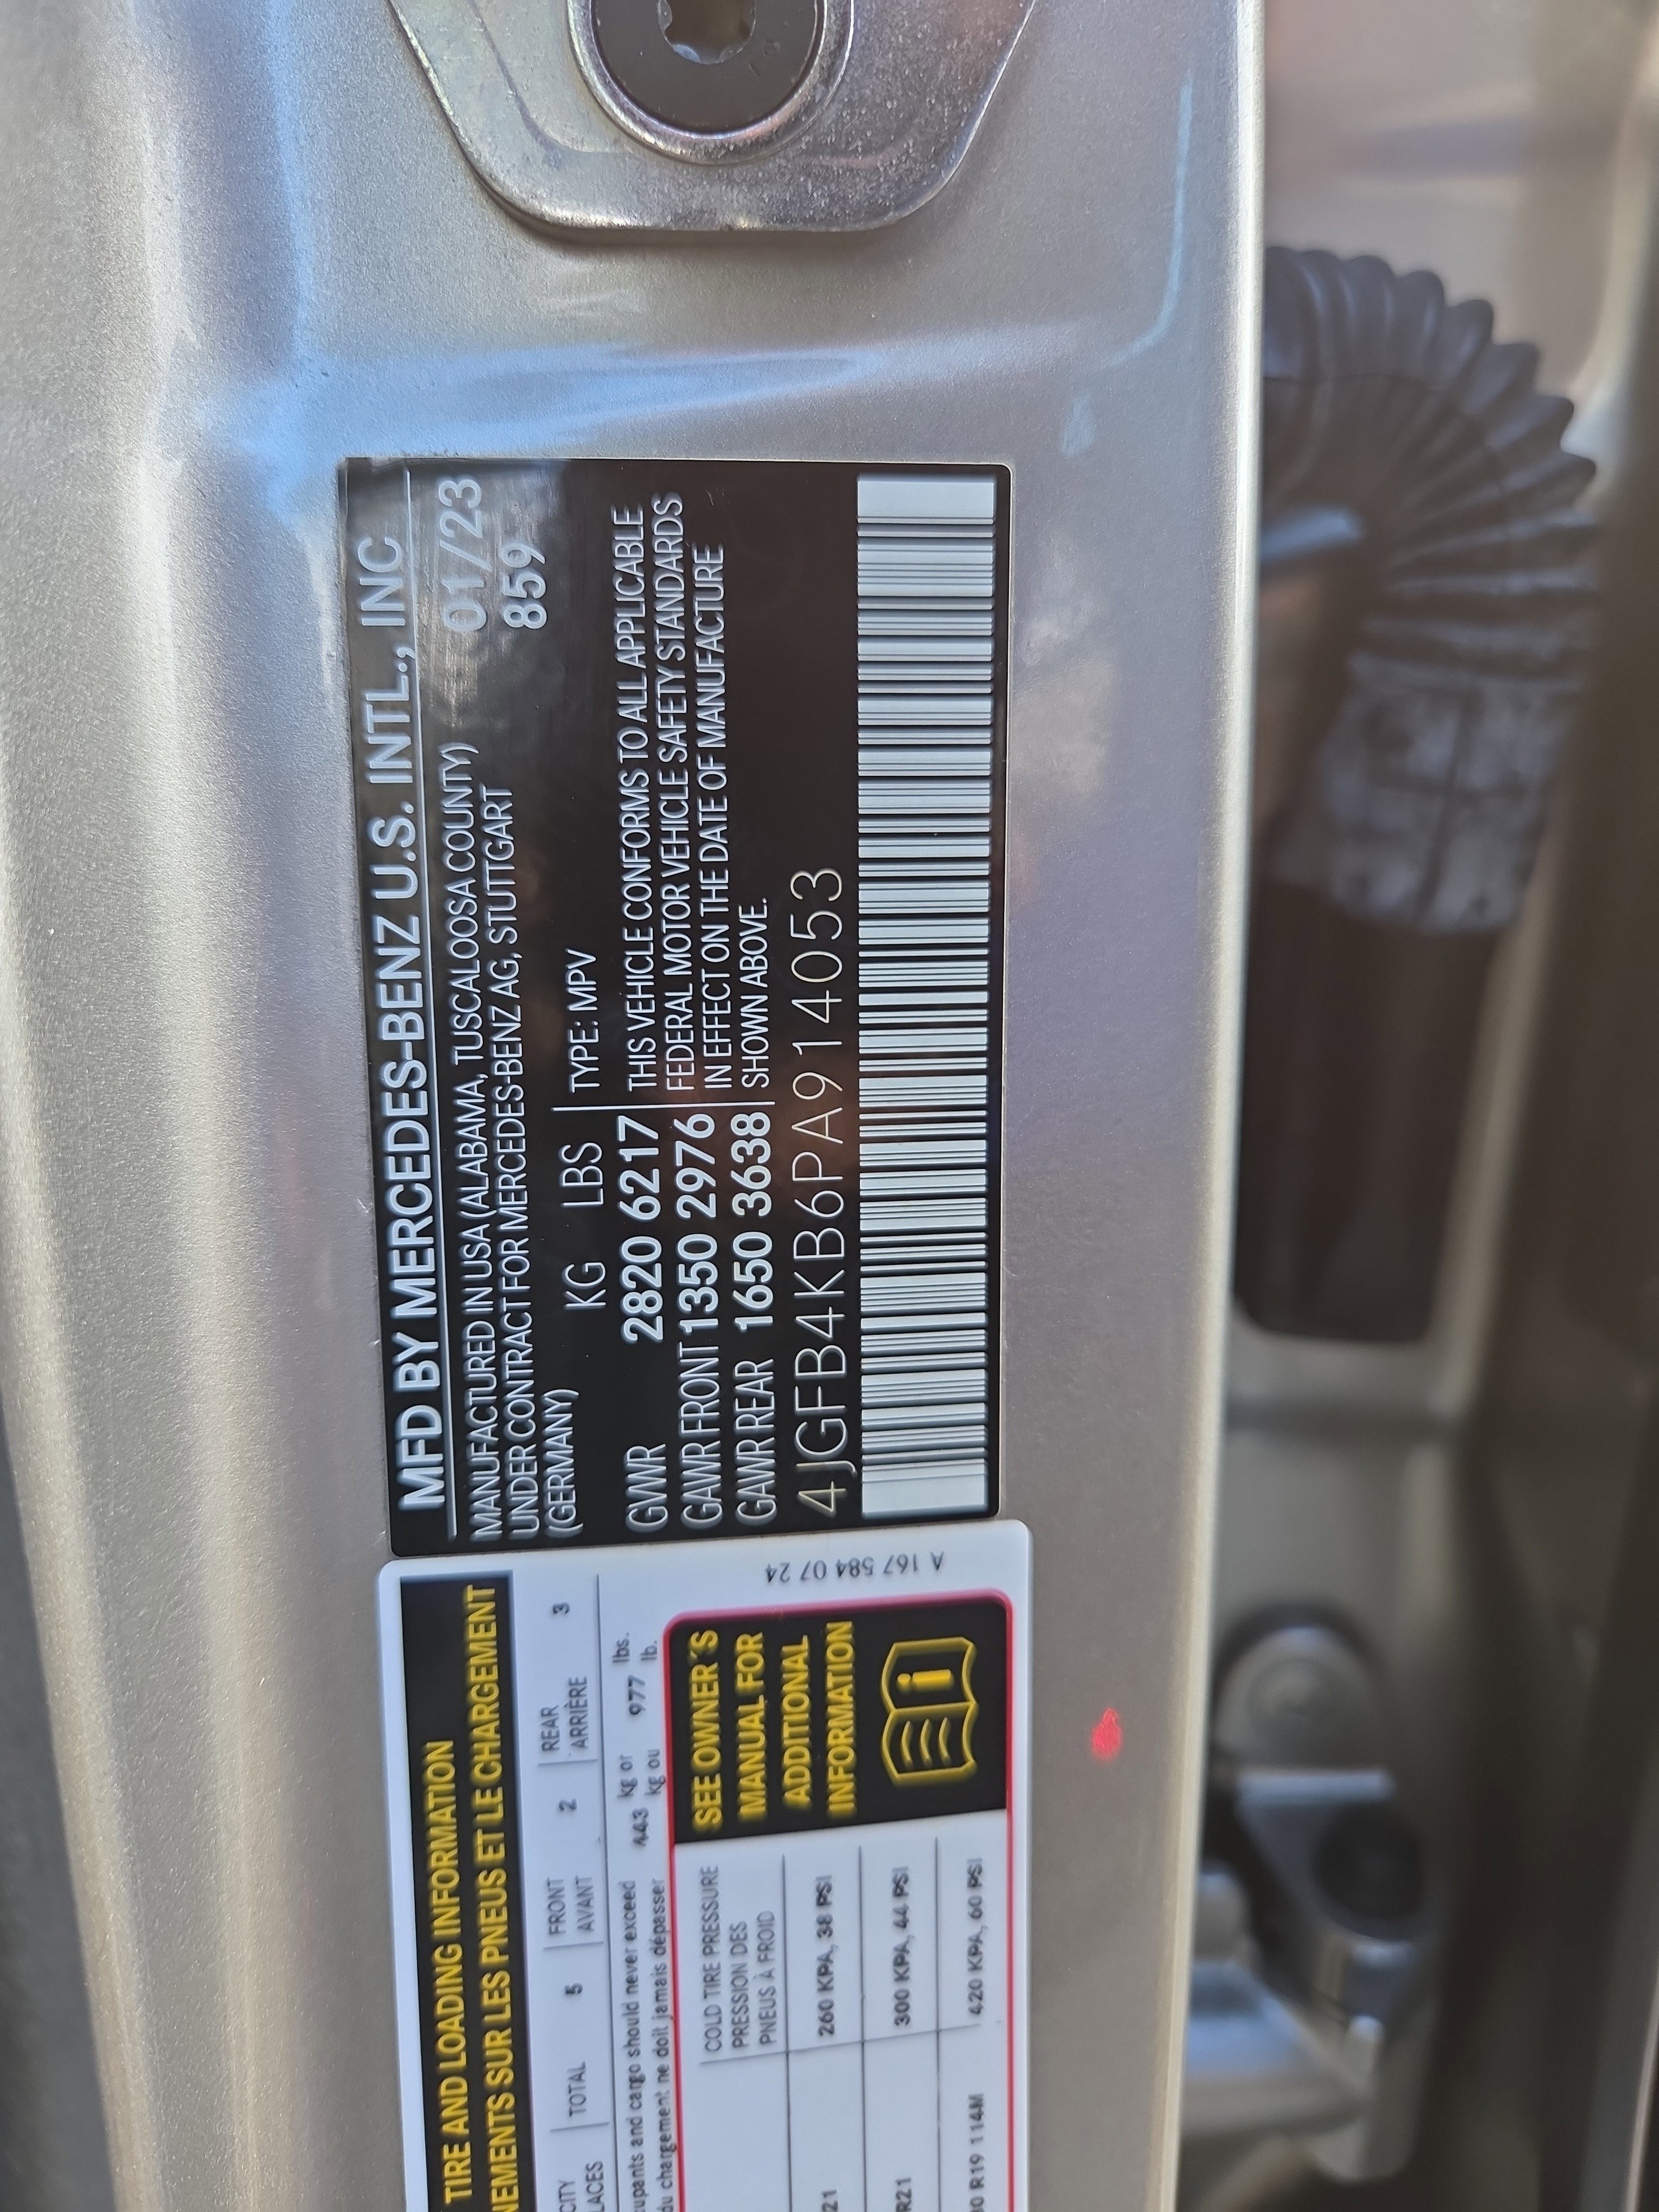 MFD BY MERCEDES-BENZ U.S. INTL., INC
MANUFACTURED IN USA (ALABAMA, TUSCALOOSA COUNTY) 01/23
UNDER CONTRACT FOR MERCEDES-BENZ AG, STUTTGART 859
(GERMANY)
KG LBS TYPE: MPV
GVWR 2820 6217 THIS VEHICLE CONFORMS TO ALL APPLICABLE
GAWR FRONT 1350 2976 FEDERAL MOTOR VEHICLE SAFETY STANDARDS
IN EFFECT ON THE DATE OF MANUFACTURE
GAWR REAR 1650 3638 SHOWN ABOVE.
4JGFB4KB6PA914053
TIRE AND LOADING INFORMATION
NEMENTS SUR LES PNEUS ET LE CHARGEMENT
CITY TOTAL 5 FRONT 2 REAR 3
LACES AVANT ARRIÈRE
upants and cargo should never exceed 443 kg or 977 lbs.
du chargement ne doit jamais dépasser kg ou lb.
COLD TIRE PRESSURE
PRESSION DES
PNEUS À FROID
21 260 KPA, 38 PSI
R21 300 KPA, 44 PSI
0 R19 114M 420 KPA, 60 PSI
SEE OWNER'S
MANUAL FOR
ADDITIONAL
INFORMATION
A 167 584 07 24